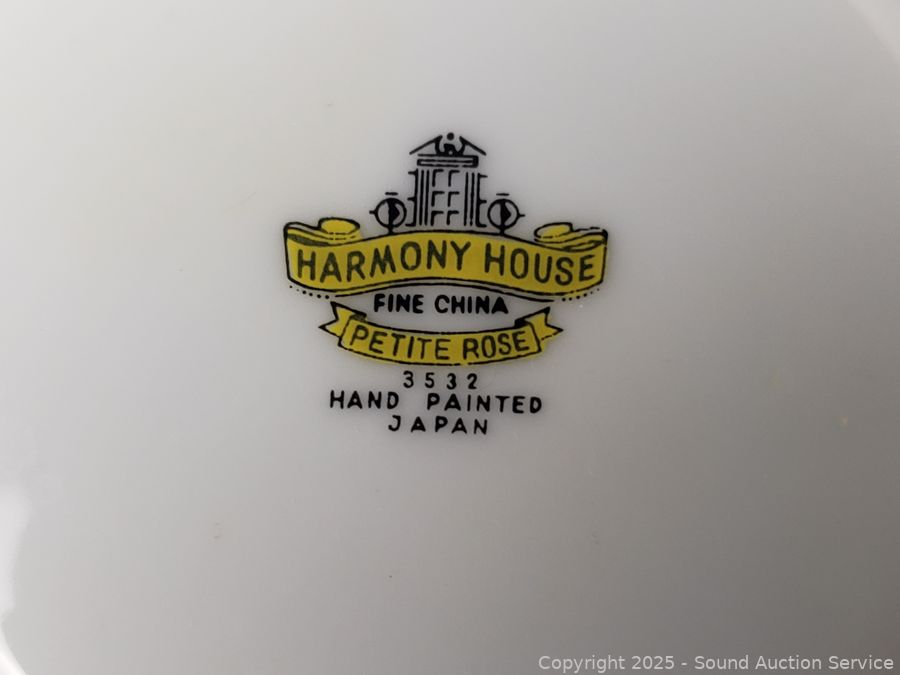 HARMONY HOUSE
FINE CHINA
PETITE ROSE
3532
HAND PAINTED
JAPAN
Copyright 2025 - Sound Auction Service